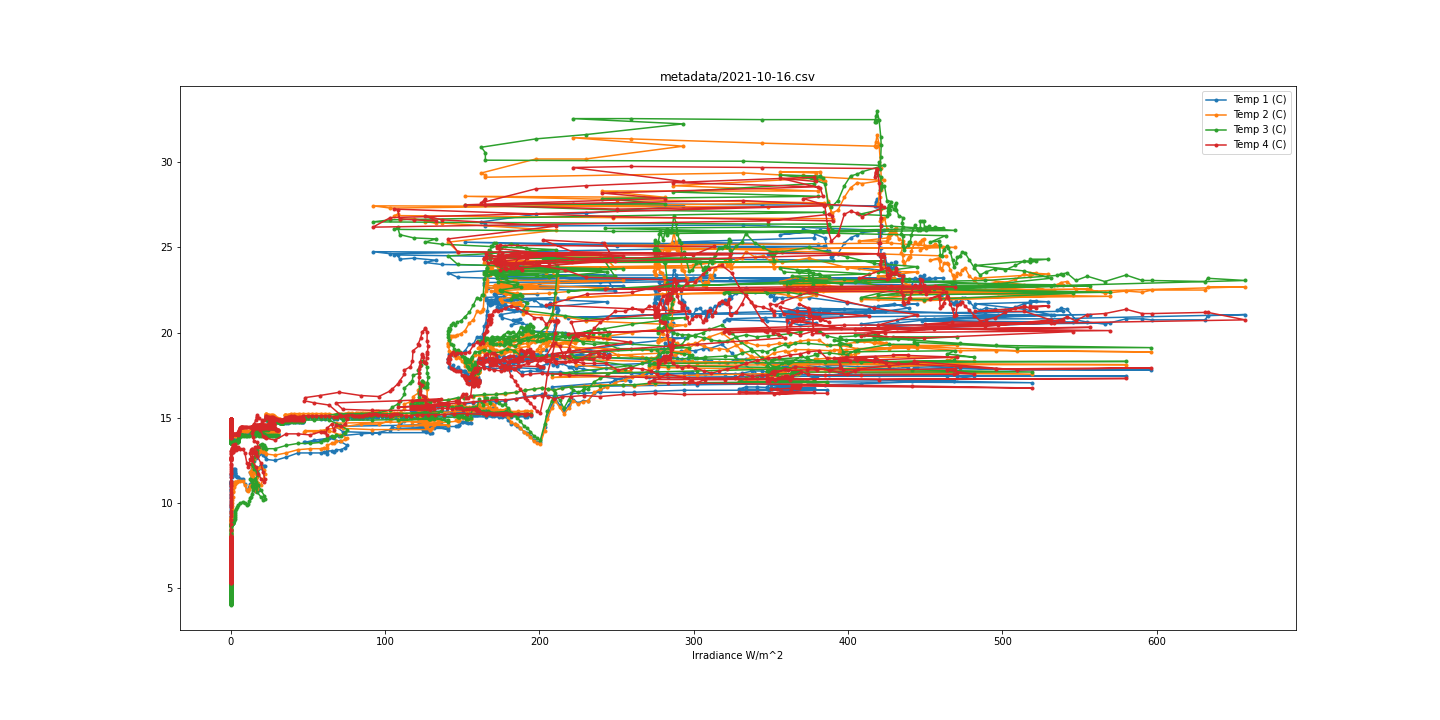 metadata/2021-10-16.csv
Temp 1 (C)
Temp 2 (C)
Temp 3 (C)
Temp 4 (C)
30
25
20
15
10
5
0 100 200 300 400 500 600
Irradiance W/m^2